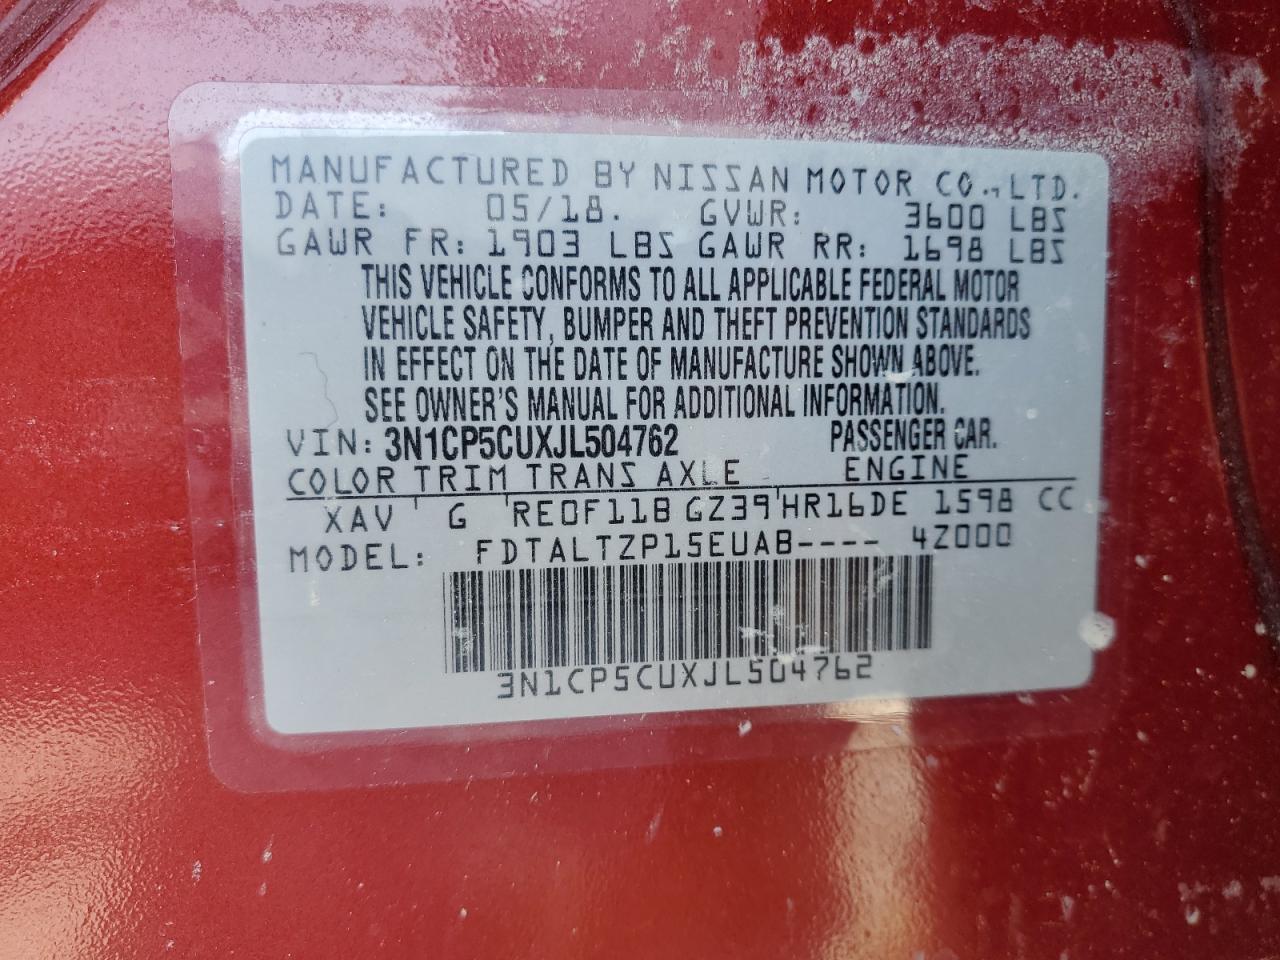 MANUFACTURED BY NISSAN MOTOR CO., LTD.
DATE: 05/18. GVWR: 3600 LBS
GAWR FR: 1903 LBS GAWR RR: 1698 LBS
THIS VEHICLE CONFORMS TO ALL APPLICABLE FEDERAL MOTOR
VEHICLE SAFETY, BUMPER AND THEFT PREVENTION STANDARDS
IN EFFECT ON THE DATE OF MANUFACTURE SHOWN ABOVE.
SEE OWNER'S MANUAL FOR ADDITIONAL INFORMATION.
VIN: 3N1CP5CUXJL504762 PASSENGER CAR.
COLOR TRIM TRANS AXLE ENGINE
XAV G RE0F11B GZ39 HR16DE 1598 CC
MODEL: FDTALTZP15EUAB---- 4Z000
3N1CP5CUXJL504762